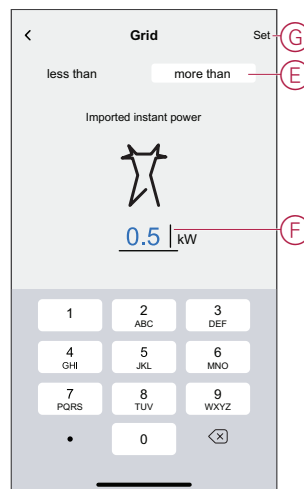 Grid
Set
G
less than
more than
E
Imported instant power
0.5 kW
F
1
2
3
ABC
DEF
4
5
6
GHI
JKL
MNO
7
8
9
PQRS
TUV
WXYZ
.
0